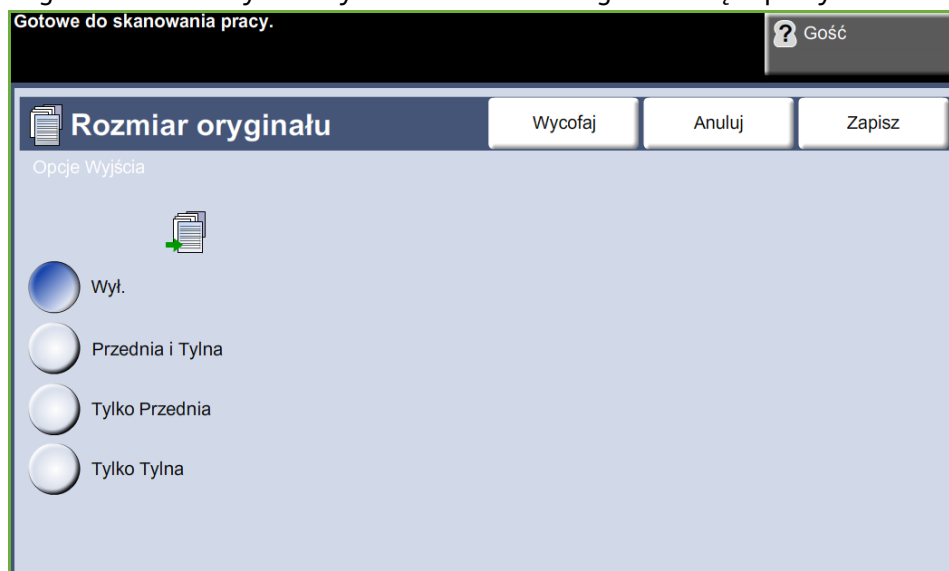 Gotowe do skanowania pracy.
? Gość
Rozmiar oryginału
Wycofaj
Anuluj
Zapisz
Opcje Wyjścia
Wył.
Przednia i Tylna
Tylko Przednia
Tylko Tylna